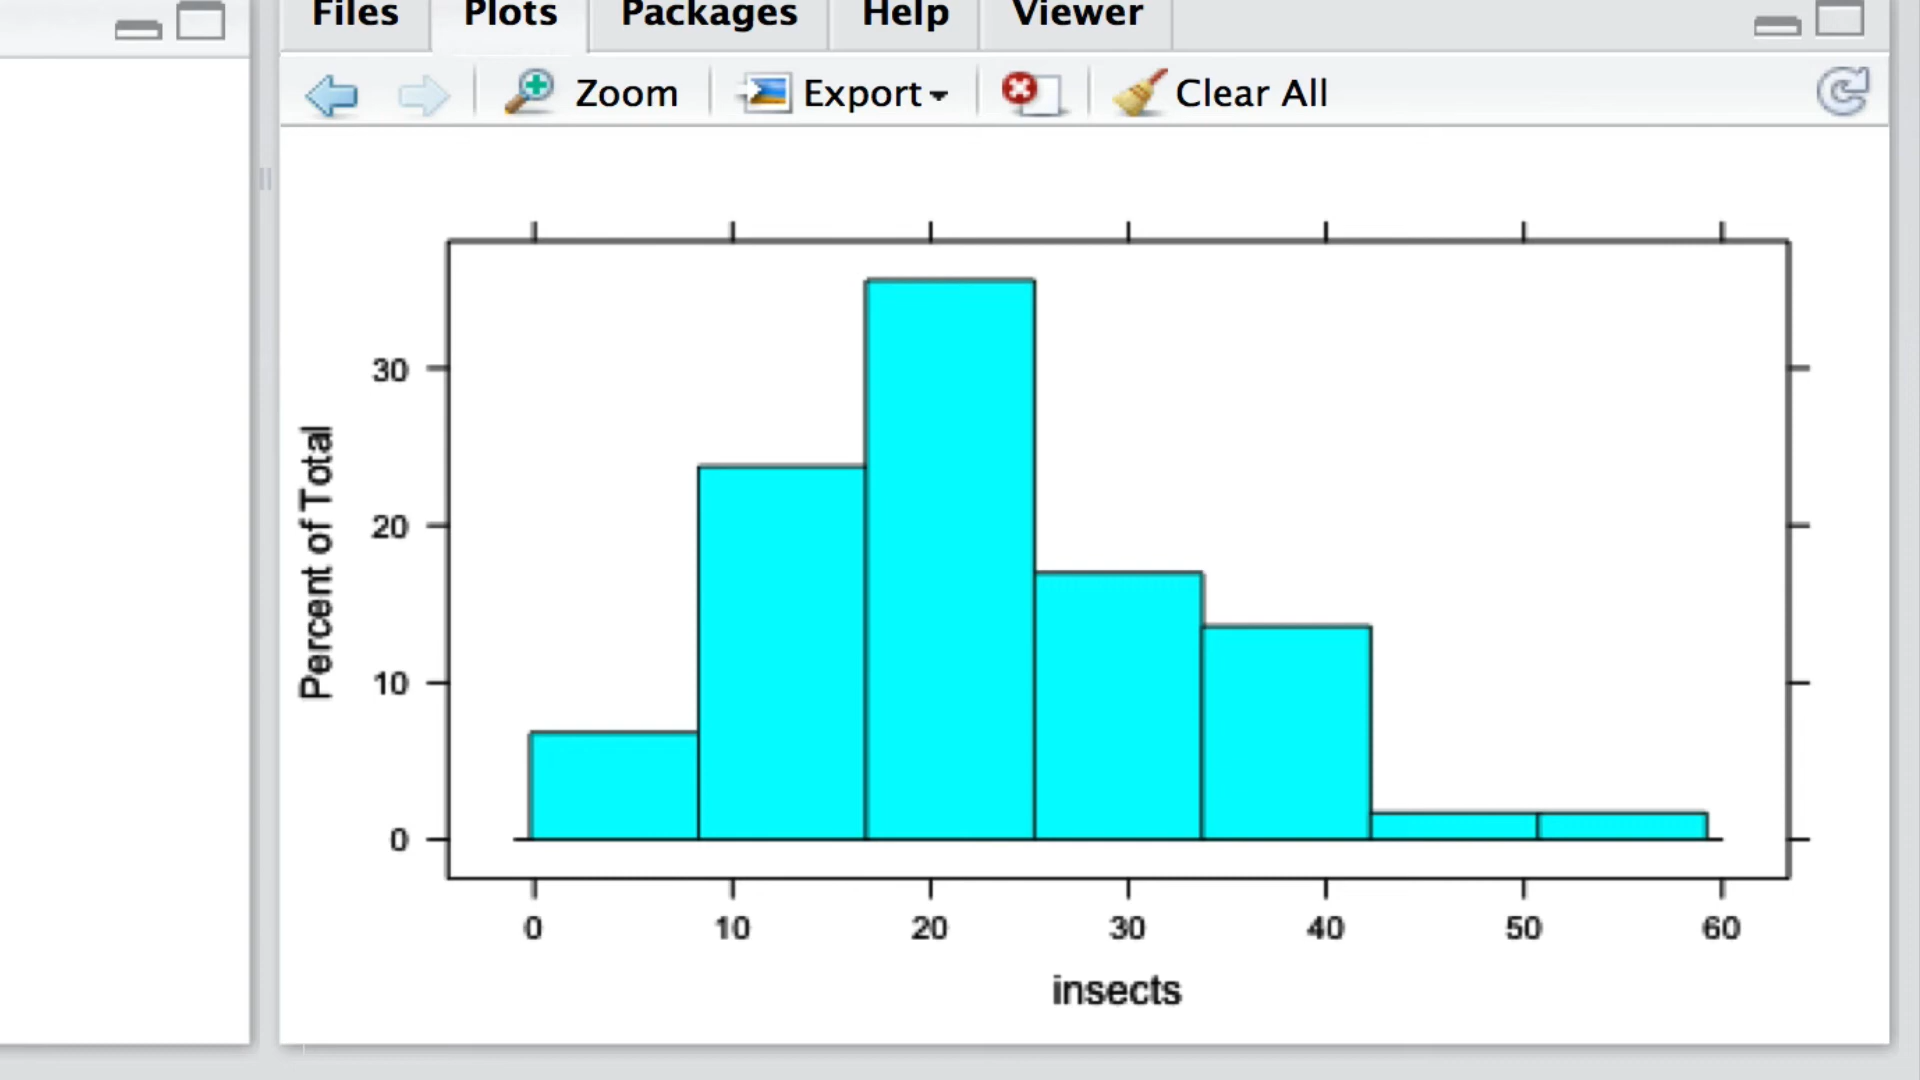 Files Plots Packages Help Viewer
Zoom Export Clear All
30
20
10
0
Percent of Total
0 10 20 30 40 50 60
insects